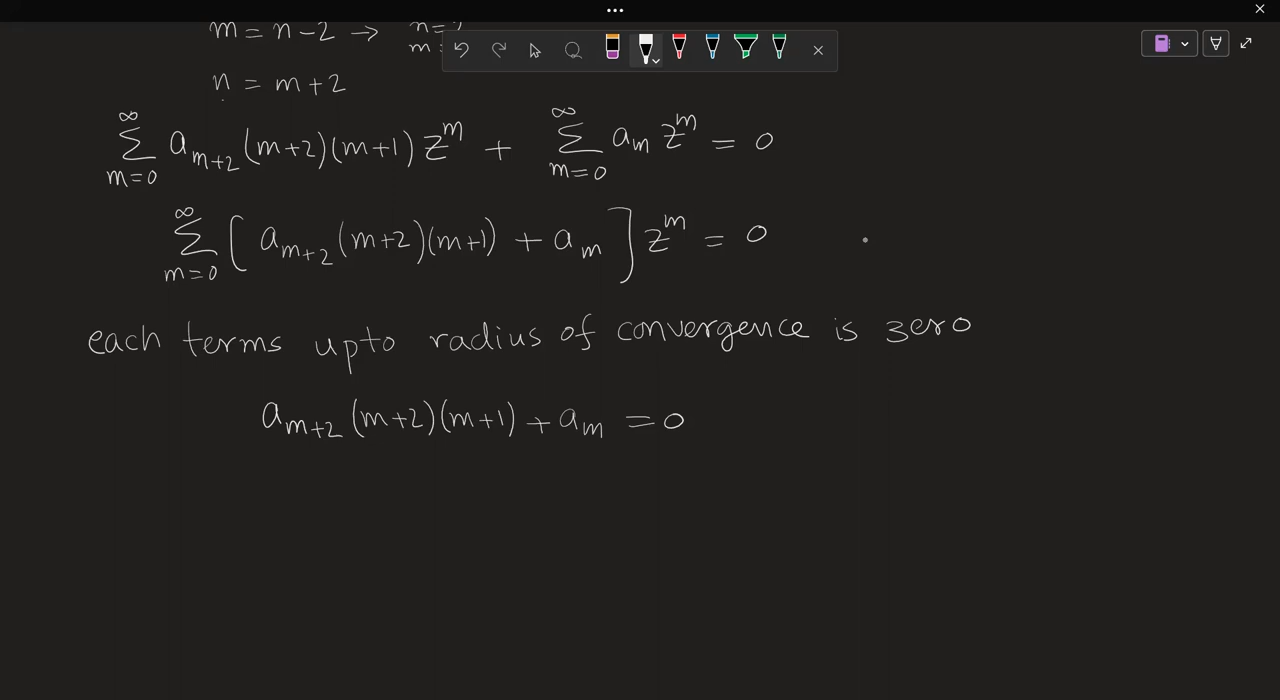 m = n-2 → n=
m =
n = m+2
∞ ∑ m=0 a_{m+2} (m+2)(m+1) z^m + ∞ ∑ m=0 a_m z^m = 0
∞ ∑ m=0 [ a_{m+2} (m+2)(m+1) + a_m ] z^m = 0
each terms upto radius of convergence is zero
a_{m+2} (m+2)(m+1) + a_m = 0